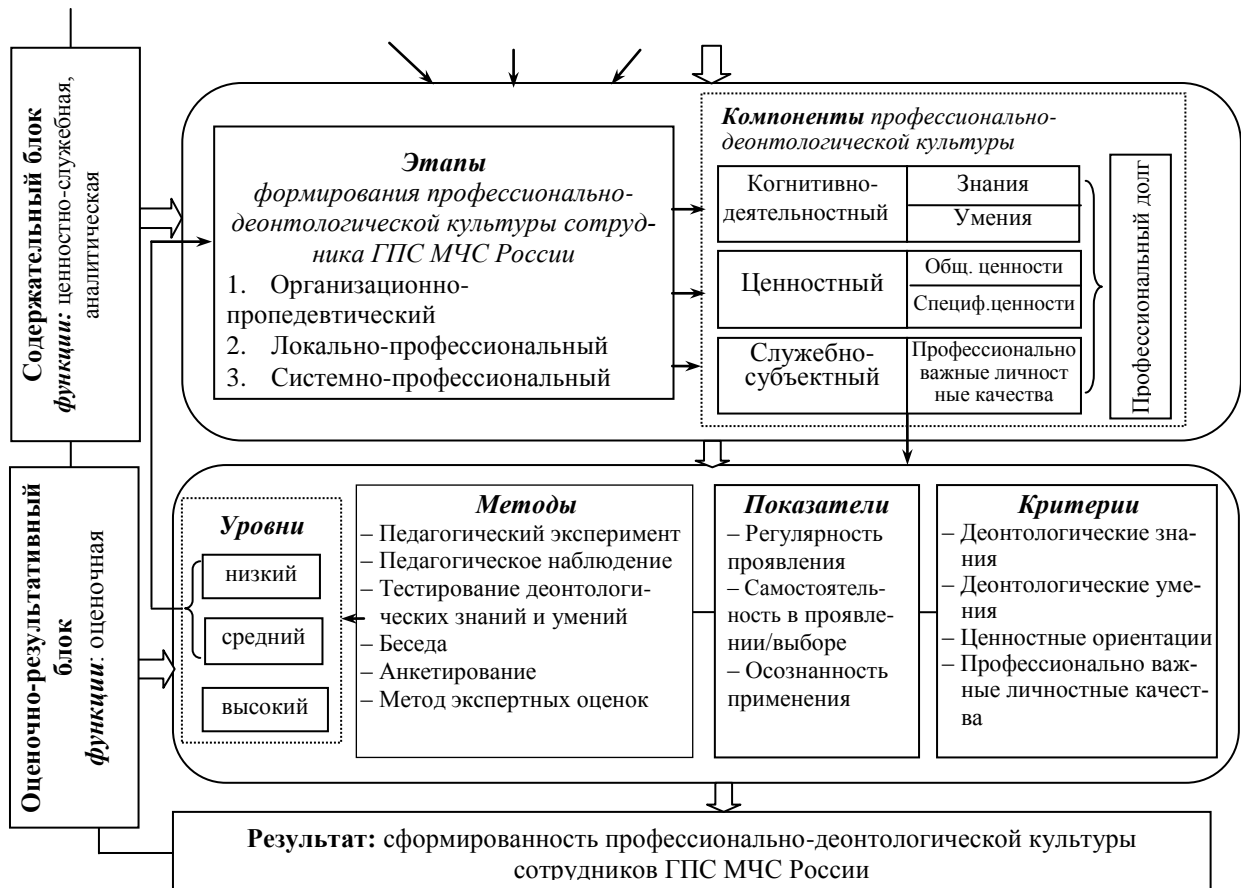 Содержательный блок
функции: ценностно-служебная,
аналитическая
Этапы
формирования профессионально-
деонтологической культуры сотруд-
ника ГПС МЧС России
1. Организационно-
пропедевтический
2. Локально-профессиональный
3. Системно-профессиональный
Компоненты профессионально-
деонтологической культуры
Когнитивно-
деятельностный
Знания
Умения
Ценностный
Общ. ценности
Специф.ценности
Служебно-
субъектный
Профессионально
важные личност
ные качества
Профессиональный долг
Оценочно-результативный
блок
функции: оценочная
Уровни
низкий
средний
высокий
Методы
– Педагогический эксперимент
– Педагогическое наблюдение
– Тестирование деонтологи-
ческих знаний и умений
– Беседа
– Анкетирование
– Метод экспертных оценок
Показатели
– Регулярность
проявления
– Самостоятель-
ность в проявле-
нии/выборе
– Осознанность
применения
Критерии
– Деонтологические зна-
ния
– Деонтологические уме-
ния
– Ценностные ориентации
– Профессионально важ-
ные личностные качест-
ва
Результат: сформированность профессионально-деонтологической культуры
сотрудников ГПС МЧС России